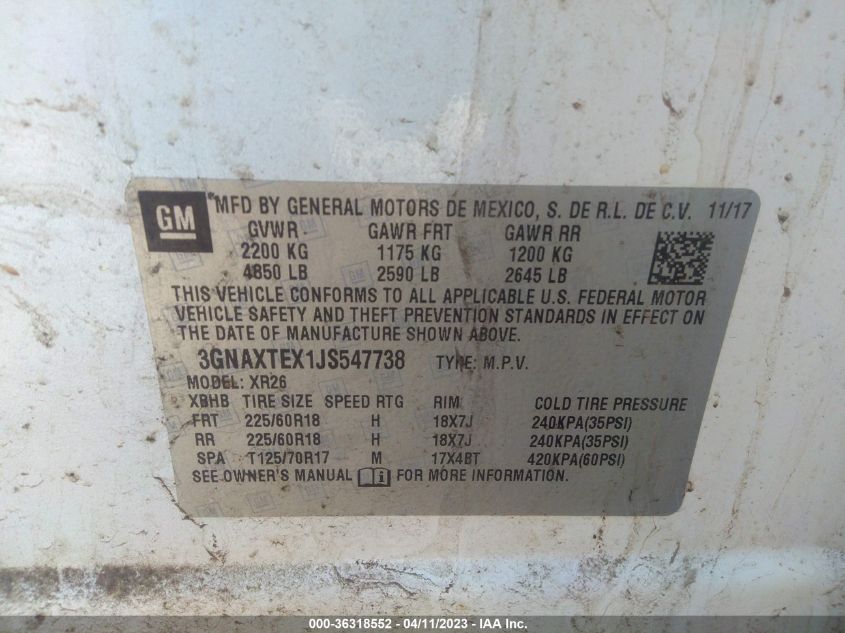 GM *MFD BY GENERAL MOTORS DE MEXICO, S. DE R.L. DE C.V. 11/17
GVWR GAWR FRT GAWR RR
2200 KG 1175 KG 1200 KG
4850 LB 2590 LB 2645 LB
THIS VEHICLE CONFORMS TO ALL APPLICABLE U.S. FEDERAL MOTOR
VEHICLE SAFETY AND THEFT PREVENTION STANDARDS IN EFFECT ON
THE DATE OF MANUFACTURE SHOWN ABOVE.
3GNAXTEX1JS547738 TYPE: M.P.V.
MODEL: XR26
XBHB TIRE SIZE SPEED RTG RIM COLD TIRE PRESSURE
FRT 225/60R18 H 18X7J 240KPA(35PSI)
RR 225/60R18 H 18X7J 240KPA(35PSI)
SPA T125/70R17 M 17X4BT 420KPA(60PSI)
SEE OWNER'S MANUAL i FOR MORE INFORMATION.
000-36318552 - 04/11/2023 - IAA Inc.